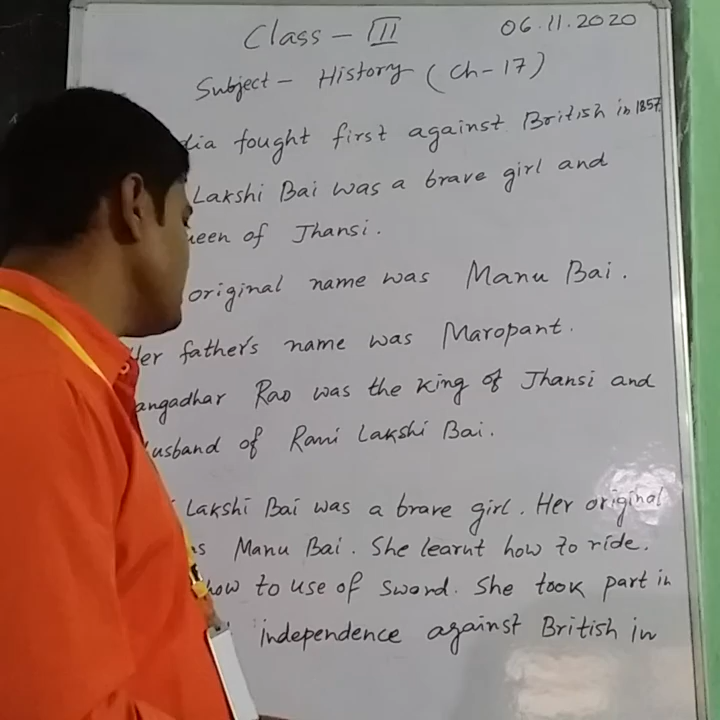 Class - III
06.11.2020
Subject - History (Ch-17)
dia fought first against British in 1857.
Lakshi Bai was a brave girl and
ueen of Jhansi.
original name was Manu Bai.
Her father's name was Maropant.
angadhar Rao was the king of Jhansi and
usband of Rani Lakshi Bai.
i Lakshi Bai was a brave girl. Her original
s Manu Bai. She learnt how to ride.
how to use of sword. She took part in
independence against British in